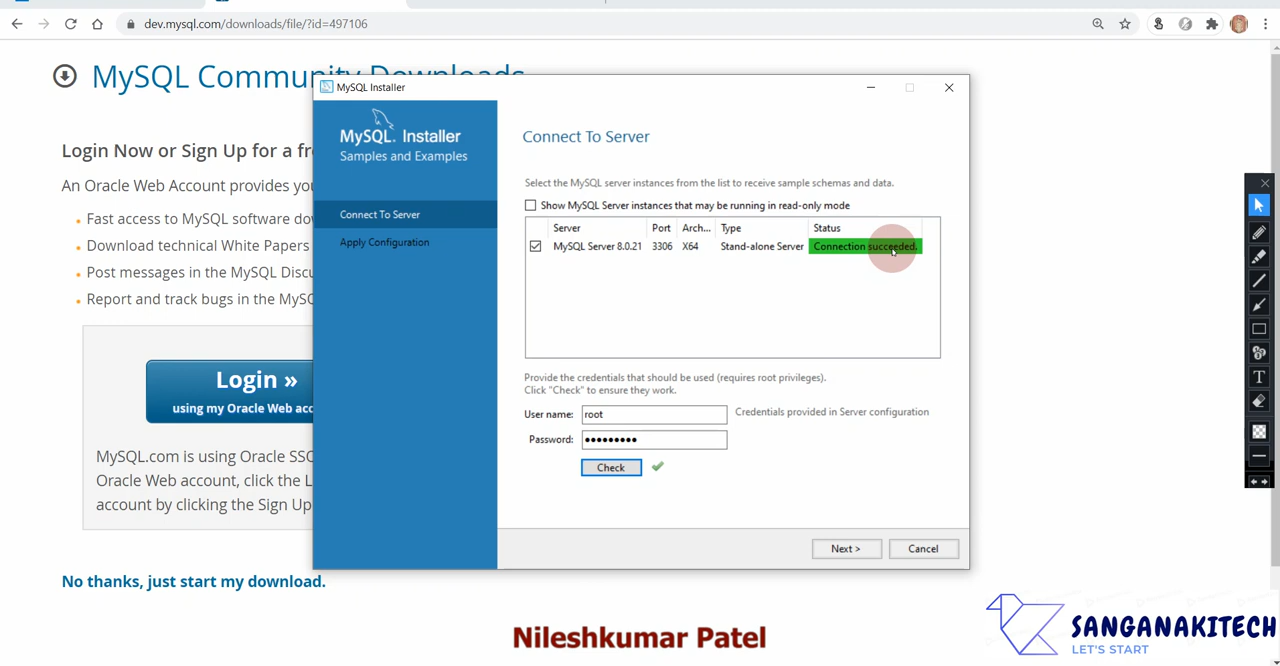 dev.mysql.com/downloads/file/?id=497106
MySQL Community Downloads
MySQL Installer
MySQL. Installer
Samples and Examples
Connect To Server
Apply Configuration
Connect To Server
Select the MySQL server instances from the list to receive sample schemas and data.
Show MySQL Server instances that may be running in read-only mode
Server Port Arch... Type Status
MySQL Server 8.0.21 3306 X64 Stand-alone Server Connection succeeded.
Provide the credentials that should be used (requires root privileges).
Click "Check" to ensure they work.
User name: root Credentials provided in Server configuration
Password: •••••••••
Check
Next > Cancel
Login Now or Sign Up for a fr
An Oracle Web Account provides you
Fast access to MySQL software do
Download technical White Papers
Post messages in the MySQL Discu
Report and track bugs in the MyS
Login »
using my Oracle Web acc
MySQL.com is using Oracle SSO
Oracle Web account, click the L
account by clicking the Sign Up
No thanks, just start my download.
Nileshkumar Patel
SANGANAKITECH
LET'S START